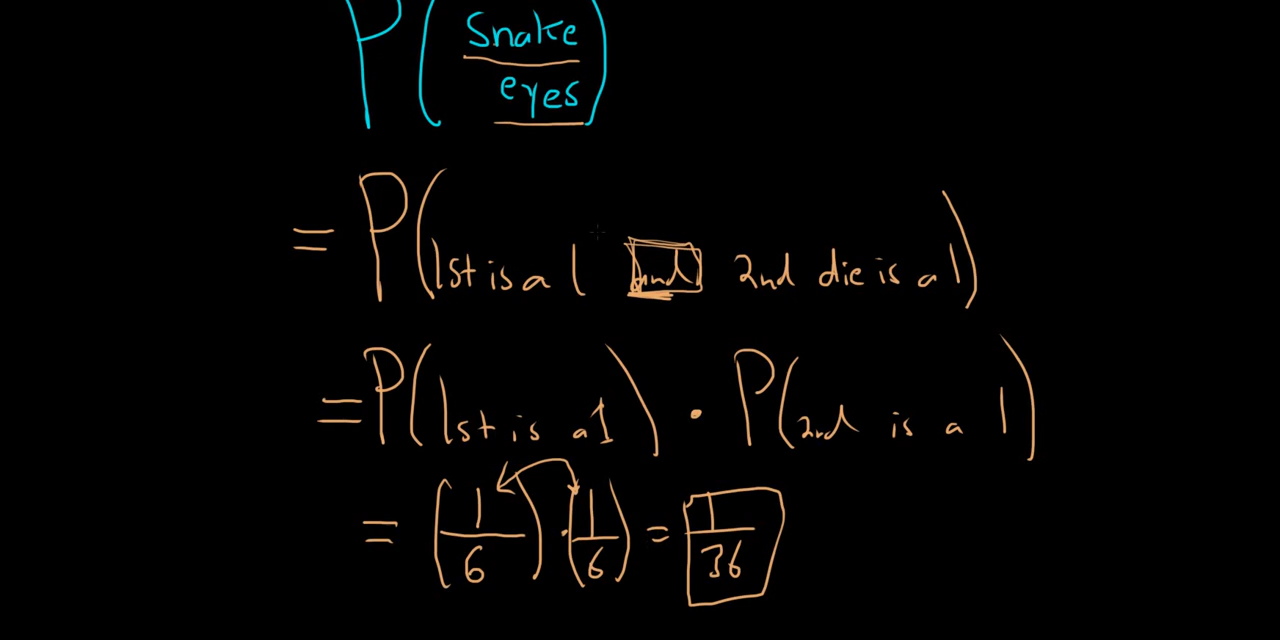 P(Snake
eyes)
= P(1st is a 1 and 2nd die is a 1)
= P(1st is a 1) · P(2nd is a 1)
= (1/6) · (1/6) = 1/36